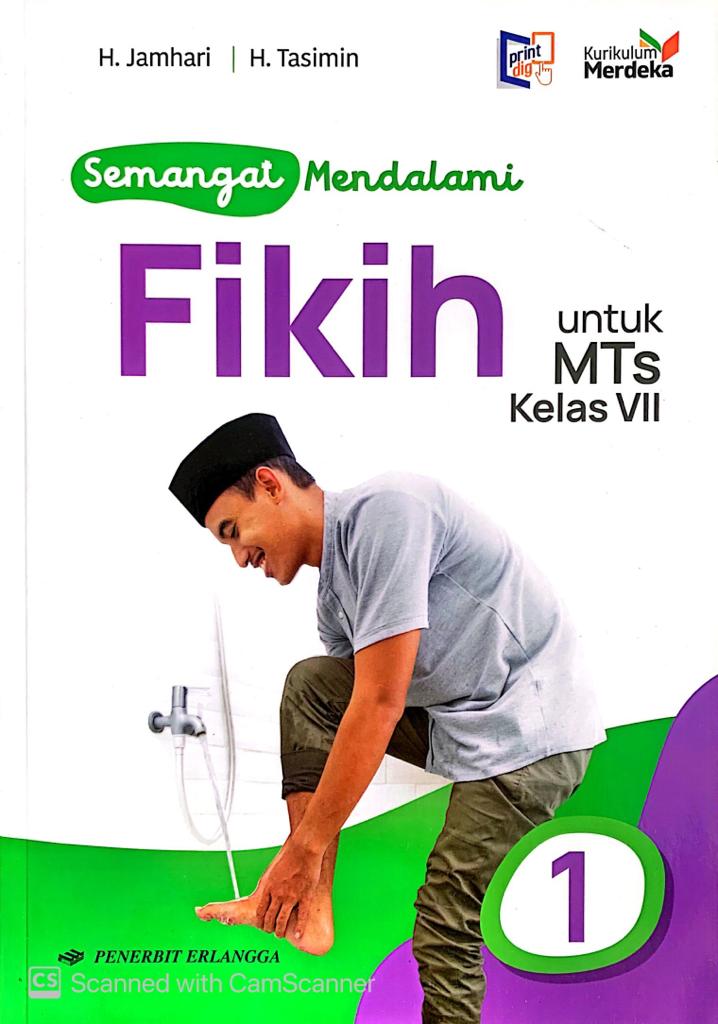 H. Jamhari | H. Tasimin
print
dig
Kurikulum
Merdeka
Semangat Mendalami
Fikih
untuk
MTs
Kelas VII
1
PENERBIT ERLANGGA
CS Scanned with CamScanner